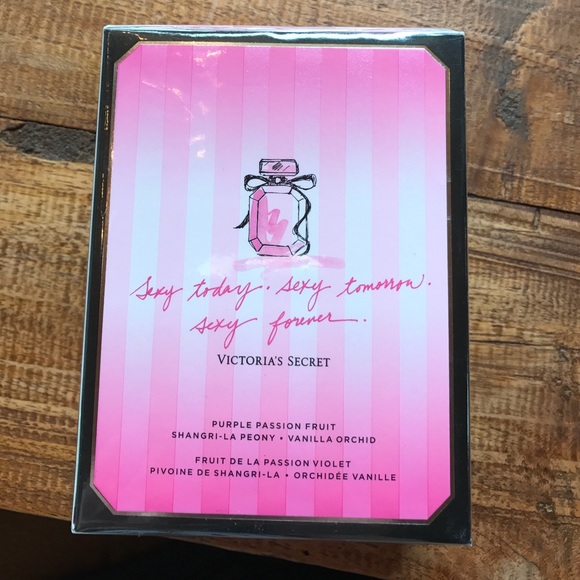 Sexy today. Sexy tomorrow.
Sexy forever.
VICTORIA'S SECRET
PURPLE PASSION FRUIT
SHANGRI-LA PEONY • VANILLA ORCHID
FRUIT DE LA PASSION VIOLET
PIVOINE DE SHANGRI-LA • ORCHIDÉE VANILLE